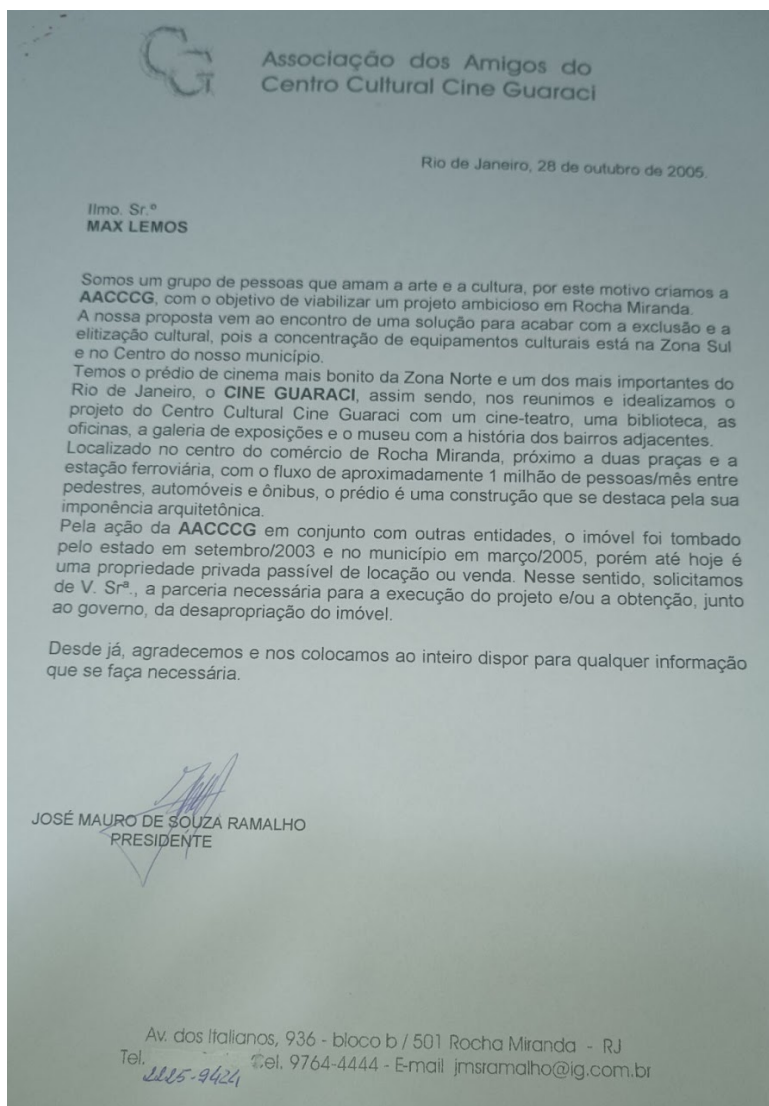 Associação dos Amigos do
Centro Cultural Cine Guaraci
Rio de Janeiro, 28 de outubro de 2005.
Ilmo. Sr.º
MAX LEMOS
Somos um grupo de pessoas que amam a arte e a cultura, por este motivo criamos a
AACCCG, com o objetivo de viabilizar um projeto ambicioso em Rocha Miranda.
A nossa proposta vem ao encontro de uma solução para acabar com a exclusão e a
elitização cultural, pois a concentração de equipamentos culturais está na Zona Sul
e no Centro do nosso município.
Temos o prédio de cinema mais bonito da Zona Norte e um dos mais importantes do
Rio de Janeiro, o CINE GUARACI, assim sendo, nos reunimos e idealizamos o
projeto do Centro Cultural Cine Guaraci com um cine-teatro, uma biblioteca, as
oficinas, a galeria de exposições e o museu com a história dos bairros adjacentes.
Localizado no centro do comércio de Rocha Miranda, próximo a duas praças e a
estação ferroviária, com o fluxo de aproximadamente 1 milhão de pessoas/mês entre
pedestres, automóveis e ônibus, o prédio é uma construção que se destaca pela sua
imponência arquitetônica.
Pela ação da AACCCG em conjunto com outras entidades, o imóvel foi tombado
pelo estado em setembro/2003 e no município em março/2005, porém até hoje é
uma propriedade privada passível de locação ou venda. Nesse sentido, solicitamos
de V. Srª., a parceria necessária para a execução do projeto e/ou a obtenção, junto
ao governo, da desapropriação do imóvel.
Desde já, agradecemos e nos colocamos ao inteiro dispor para qualquer informação
que se faça necessária.
JOSÉ MAURO DE SOUZA RAMALHO
PRESIDENTE
Av. dos Italianos, 936 - bloco b / 501 Rocha Miranda - RJ
Tel. 2225-9424 Cel. 9764-4444 - E-mail jmsramalho@ig.com.br